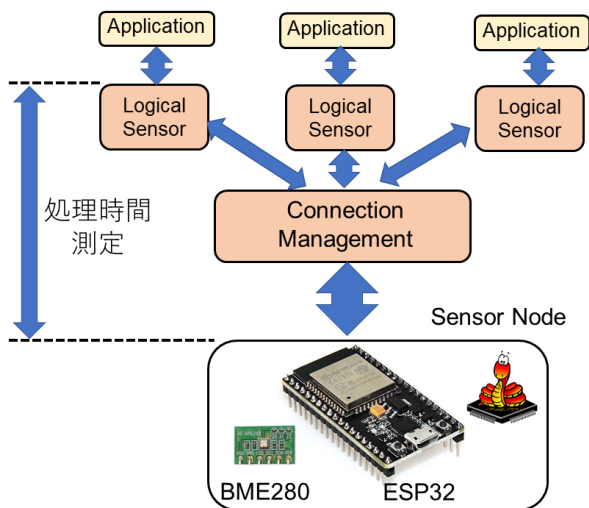 Application
Application
Application
Logical
Sensor
Logical
Sensor
Logical
Sensor
処理時間
測定
Connection
Management
Sensor Node
BME280
ESP32